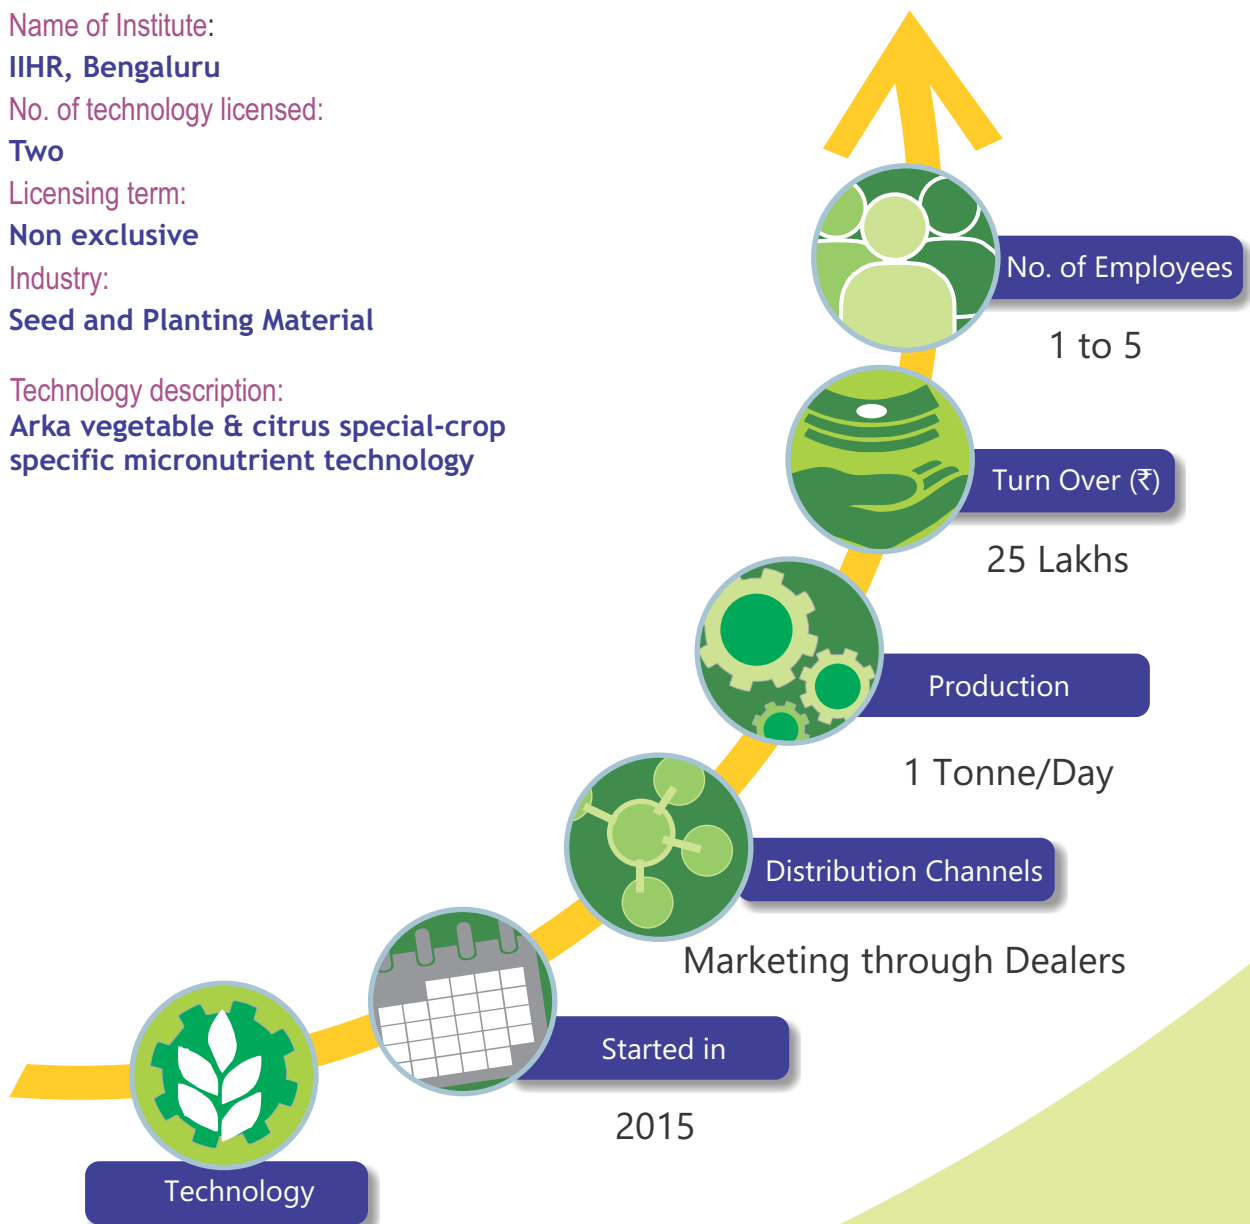 Name of Institute:
IIHR, Bengaluru
No. of technology licensed:
Two
Licensing term:
Non exclusive
Industry:
Seed and Planting Material
Technology description:
Arka vegetable & citrus special-crop
specific micronutrient technology
No. of Employees
1 to 5
Turn Over (₹)
25 Lakhs
Production
1 Tonne/Day
Distribution Channels
Marketing through Dealers
Started in
2015
Technology